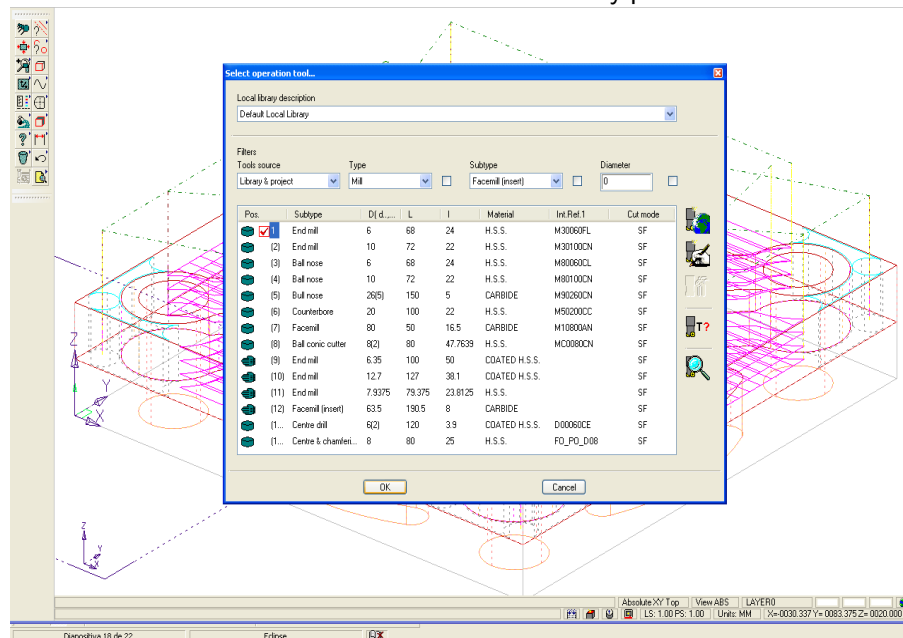 Select operation tool...
Local library description
Default Local Library
Filters
Tools source Type Subtype Diameter
Library & project Mill Facemill (insert) 0
Pos. Subtype D( d..,... L l Material Int.Ref.1 Cut mode
1 End mill 6 68 24 H.S.S. M30060FL SF
(2) End mill 10 72 22 H.S.S. M30100CN SF
(3) Ball nose 6 68 24 H.S.S. M80060CL SF
(4) Ball nose 10 72 22 H.S.S. M80100CN SF
(5) Bull nose 26(5) 150 5 CARBIDE M90260CN SF
(6) Counterbore 20 100 22 H.S.S. M50200CC SF
(7) Facemill 80 50 16.5 CARBIDE M10800AN SF
(8) Ball conic cutter 8(2) 80 47.7639 H.S.S. MC0080CN SF
(9) End mill 6.35 100 50 COATED H.S.S. SF
(10) End mill 12.7 127 38.1 COATED H.S.S. SF
(11) End mill 7.9375 79.375 23.8125 H.S.S. SF
(12) Facemill (insert) 63.5 190.5 8 CARBIDE SF
(1... Centre drill 6(2) 120 3.9 COATED H.S.S. D00060CE SF
(1... Centre & chamferi... 8 80 25 H.S.S. FO_PO_D08 SF
T?
OK Cancel
Z
Y
X
Z
Y
X
Absolute XY Top View ABS LAYER0
LS: 1.00 PS: 1.00 Units: MM X=-0030.337 Y= 0083.375 Z= 0020.000
Diapositiva 18 de 22 Eclipse